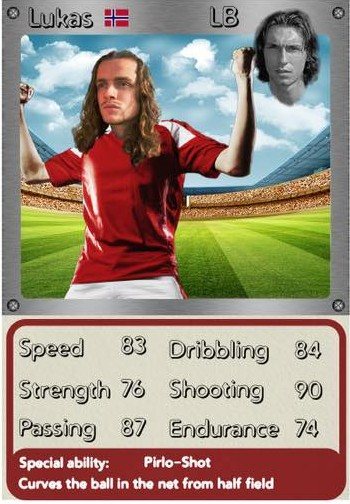 Lukas LB
Speed 83 Dribbling 84
Strength 76 Shooting 90
Passing 87 Endurance 74
Special ability: Pirlo-Shot
Curves the ball in the net from half field